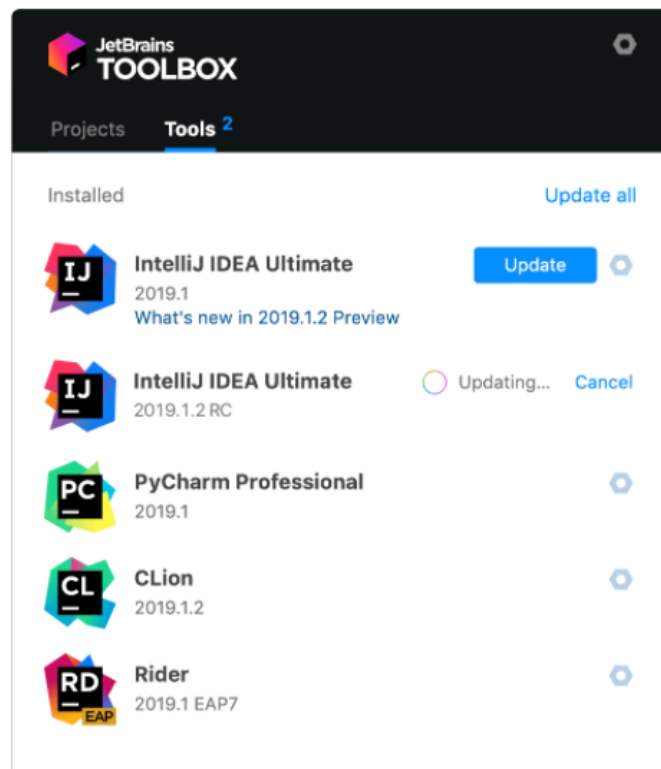 JetBrains
TOOLBOX
Projects Tools 2
Installed Update all
IJ IntelliJ IDEA Ultimate Update
2019.1
What's new in 2019.1.2 Preview
IJ IntelliJ IDEA Ultimate Updating... Cancel
2019.1.2 RC
PC PyCharm Professional
2019.1
CL CLion
2019.1.2
RD Rider
EAP 2019.1 EAP7